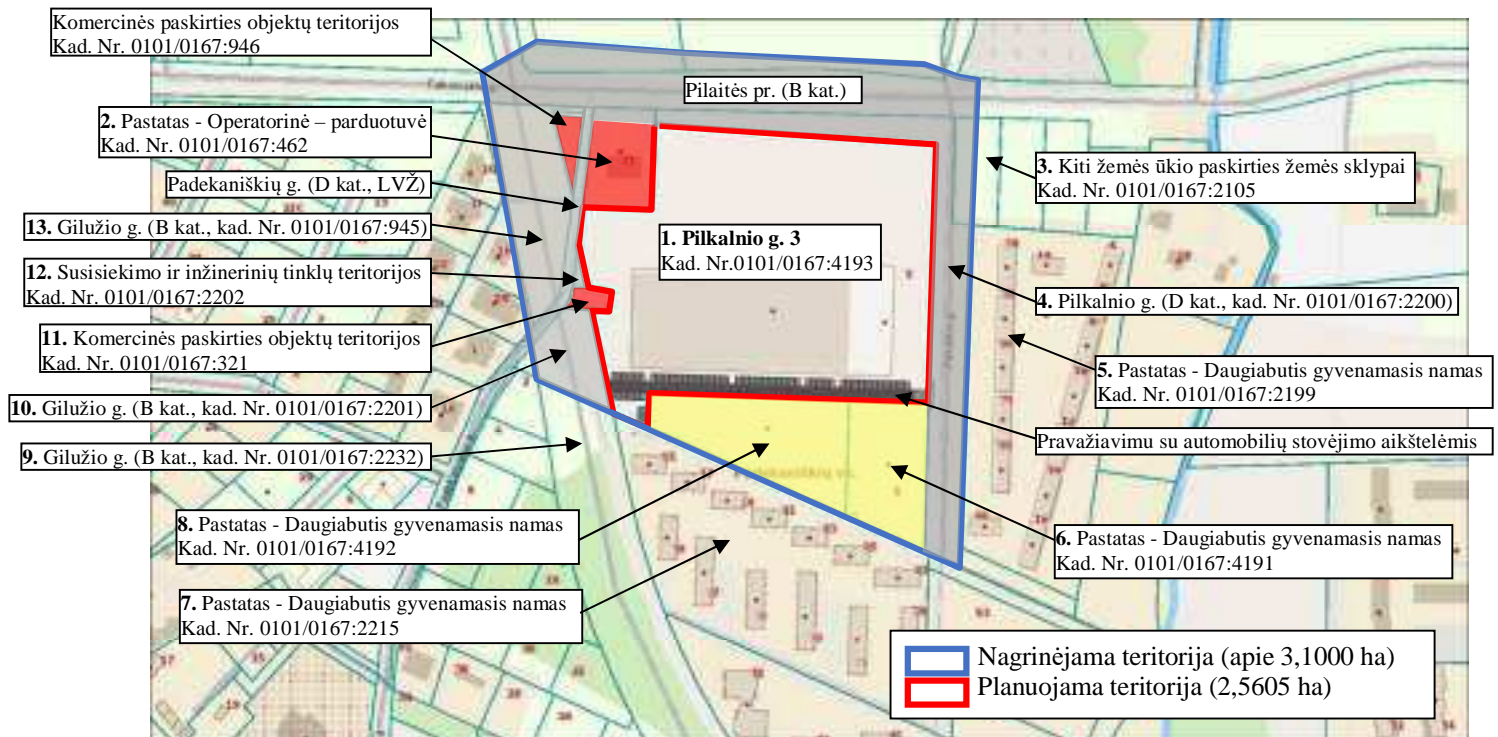 Komercinės paskirties objektų teritorijos
Kad. Nr. 0101/0167:946
Pilaitės pr. (B kat.)
2. Pastatas - Operatorinė – parduotuvė
Kad. Nr. 0101/0167:462
3. Kiti žemės ūkio paskirties žemės sklypai
Kad. Nr. 0101/0167:2105
Padekaniškių g. (D kat., LVŽ)
13. Gilužio g. (B kat., kad. Nr. 0101/0167:945)
1. Pilkalnio g. 3
Kad. Nr.0101/0167:4193
12. Susisiekimo ir inžinerinių tinklų teritorijos
Kad. Nr. 0101/0167:2202
4. Pilkalnio g. (D kat., kad. Nr. 0101/0167:2200)
11. Komercinės paskirties objektų teritorijos
Kad. Nr. 0101/0167:321
5. Pastatas - Daugiabutis gyvenamasis namas
Kad. Nr. 0101/0167:2199
10. Gilužio g. (B kat., kad. Nr. 0101/0167:2201)
Pravažiavimu su automobilių stovėjimo aikštelėmis
9. Gilužio g. (B kat., kad. Nr. 0101/0167:2232)
8. Pastatas - Daugiabutis gyvenamasis namas
Kad. Nr. 0101/0167:4192
6. Pastatas - Daugiabutis gyvenamasis namas
Kad. Nr. 0101/0167:4191
7. Pastatas - Daugiabutis gyvenamasis namas
Kad. Nr. 0101/0167:2215
Nagrinėjama teritorija (apie 3,1000 ha)
Planuojama teritorija (2,5605 ha)